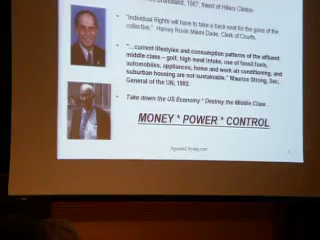 1987, friend of Hillary Clinton
• "Individual Rights will have to take a back seat for the good of the
collective." Harvey Ruvin Miami Dade, Clerk of Courts,
• "...current lifestyles and consumption patterns of the affluent
middle class – golf, high meat intake, use of fossil fuels,
automobiles, appliances, home and work air conditioning, and
suburban housing are not sustainable." Maurice Strong, Sec.
General of the UN, 1992.
• Take down the US Economy * Destroy the Middle Class
MONEY * POWER * CONTROL